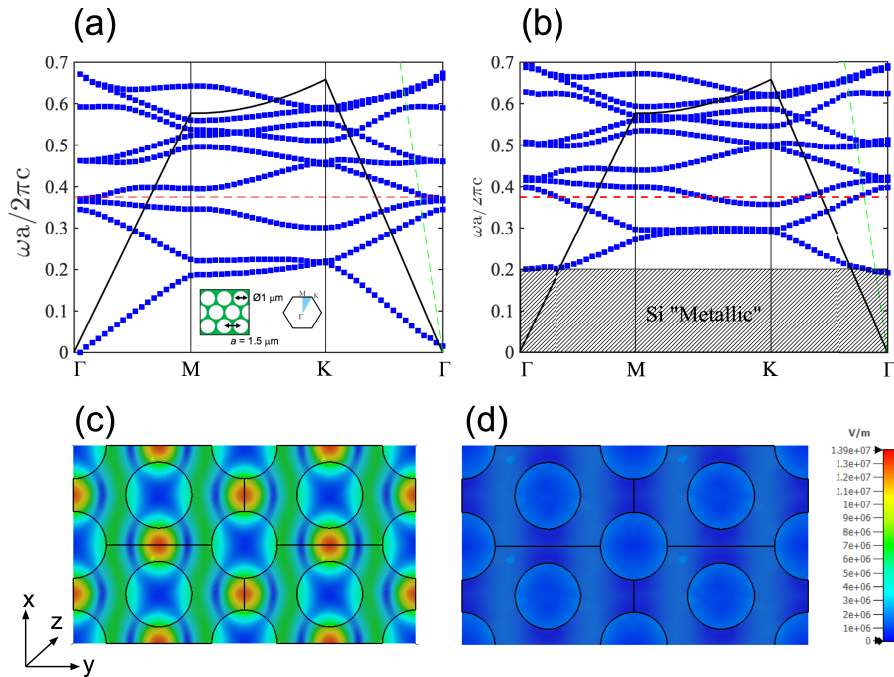 (a)
ωa/2πc
0.7
0.6
0.5
0.4
0.3
0.2
0.1
0
Γ
M
K
Γ
Ø1 μm
a = 1.5 μm
M
K
Γ
(b)
ωa/2πc
0.7
0.6
0.5
0.4
0.3
0.2
0.1
0
Si "Metallic"
Γ
M
K
Γ
(c)
x
z
y
(d)
V/m
1.39e+07
1.3e+07
1.2e+07
1.1e+07
1e+07
9e+06
8e+06
7e+06
6e+06
5e+06
4e+06
3e+06
2e+06
1e+06
0